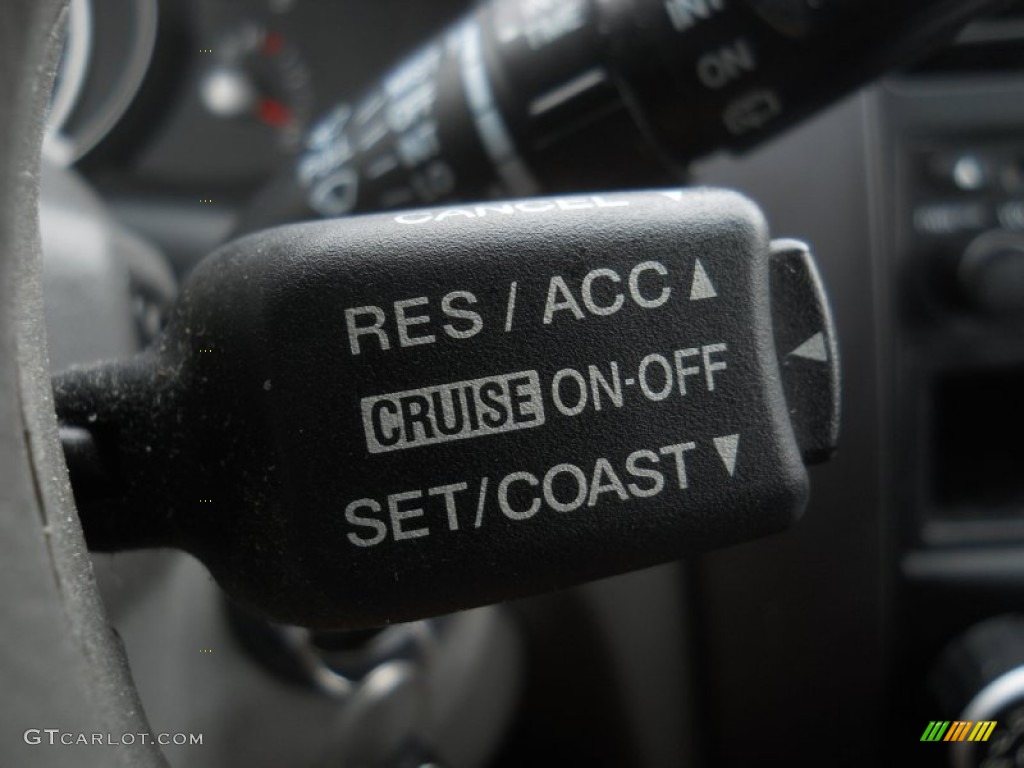 ON
CANCEL ▼
RES / ACC ▲
CRUISE ON-OFF ◀
SET/COAST ▼
GTCARLOT.COM